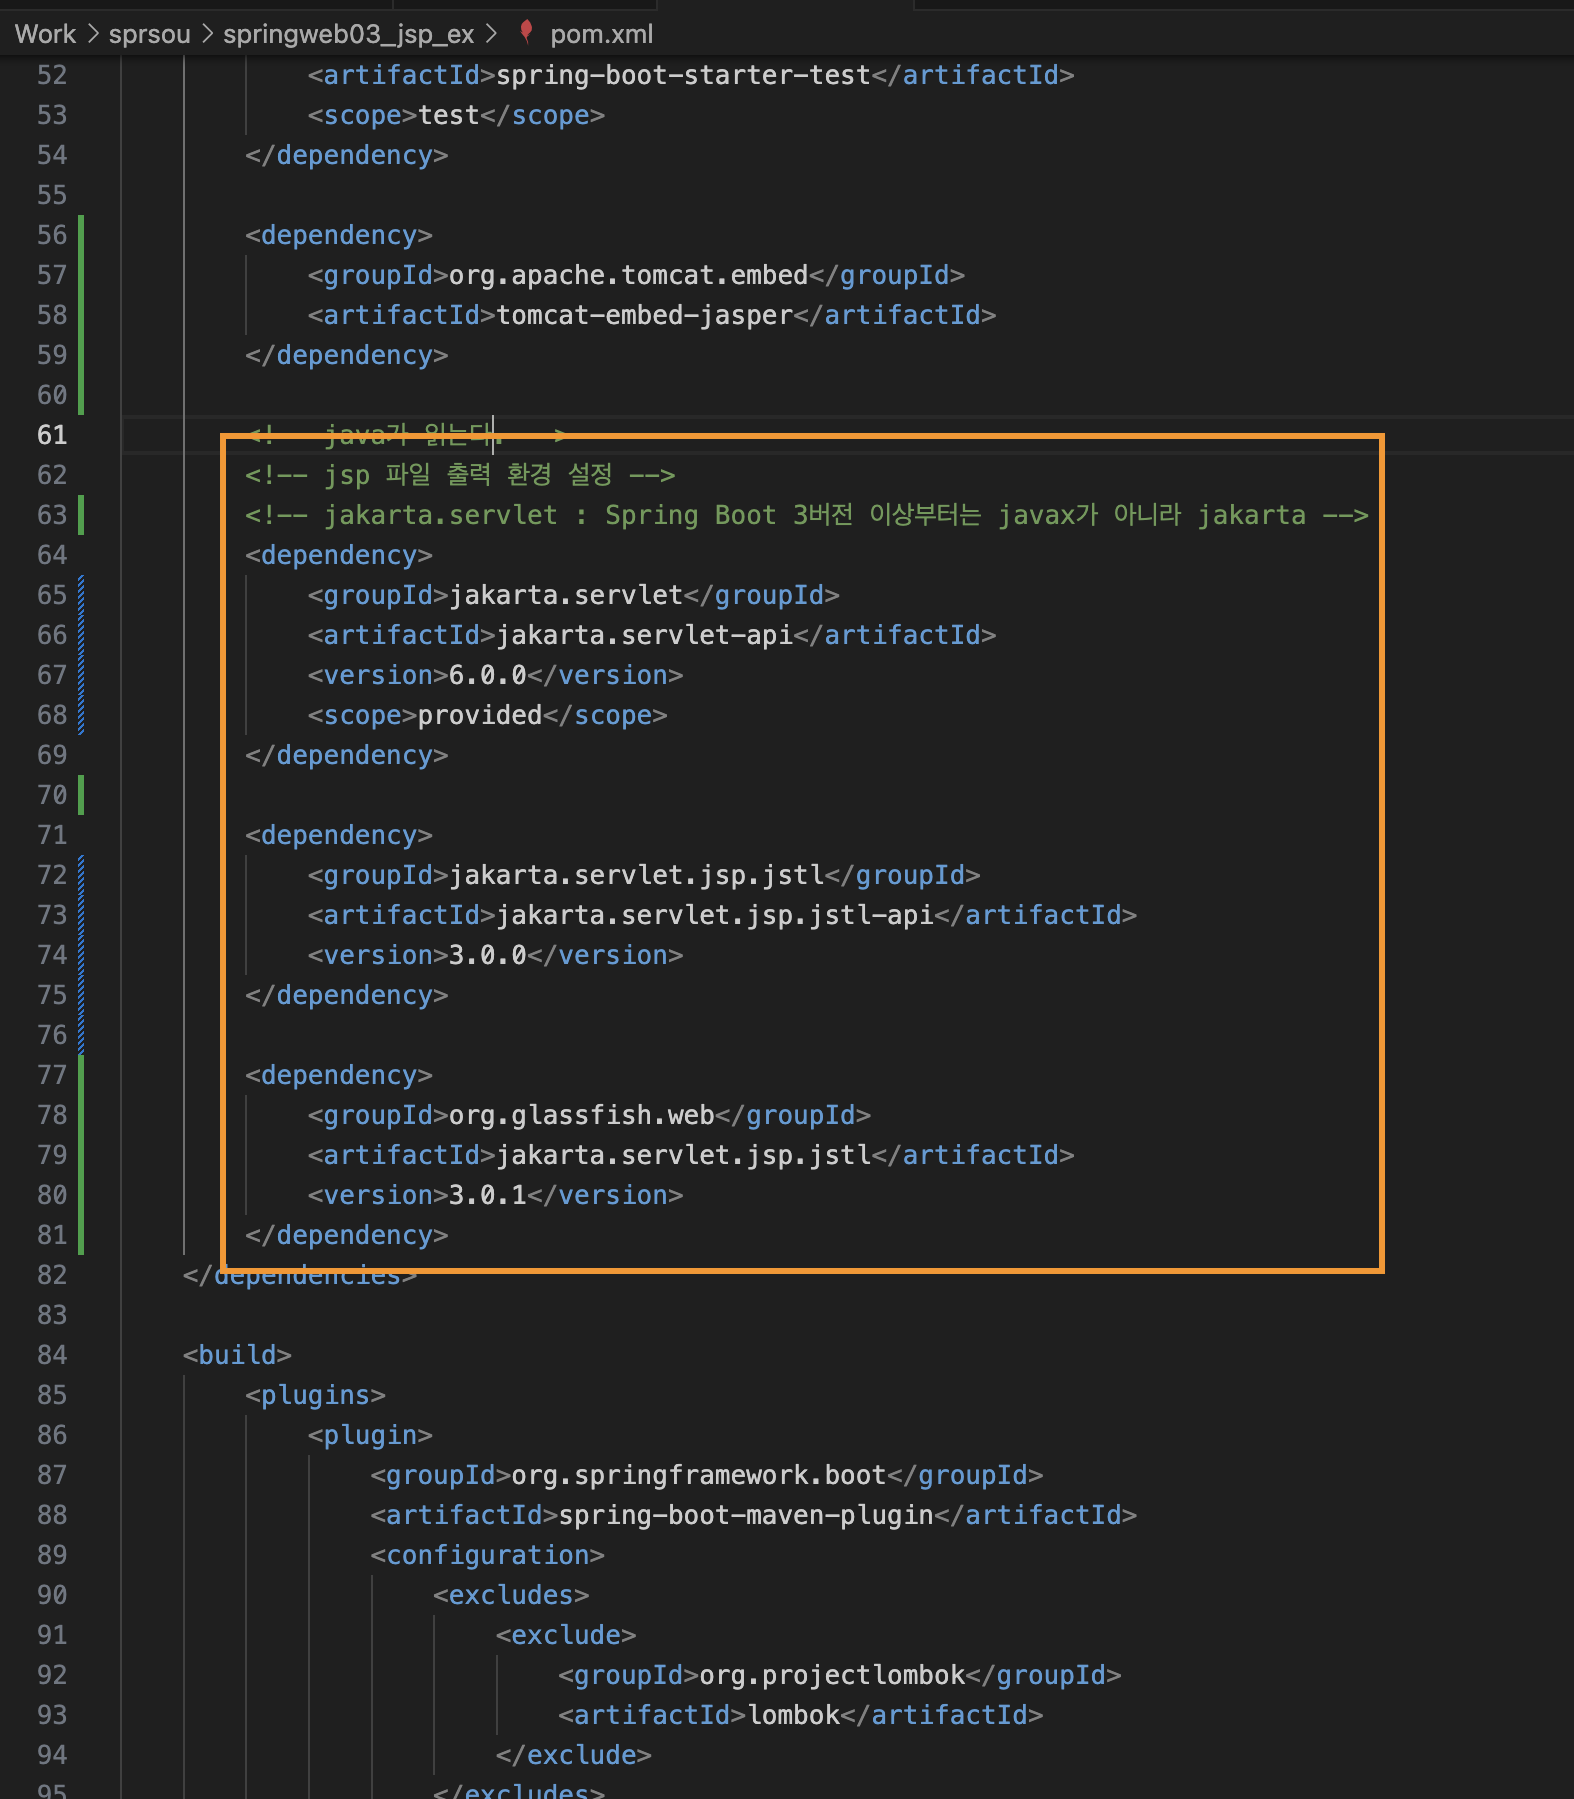 Work > sprsou > springweb03_jsp_ex > pom.xml
52 <artifactId>spring-boot-starter-test</artifactId>
53 <scope>test</scope>
54 </dependency>
55
56 <dependency>
57 <groupId>org.apache.tomcat.embed</groupId>
58 <artifactId>tomcat-embed-jasper</artifactId>
59 </dependency>
60
61 <!-- java가 읽는다. -->
62 <!-- jsp 파일 출력 환경 설정 -->
63 <!-- jakarta.servlet : Spring Boot 3버전 이상부터는 javax가 아니라 jakarta -->
64 <dependency>
65 <groupId>jakarta.servlet</groupId>
66 <artifactId>jakarta.servlet-api</artifactId>
67 <version>6.0.0</version>
68 <scope>provided</scope>
69 </dependency>
70
71 <dependency>
72 <groupId>jakarta.servlet.jsp.jstl</groupId>
73 <artifactId>jakarta.servlet.jsp.jstl-api</artifactId>
74 <version>3.0.0</version>
75 </dependency>
76
77 <dependency>
78 <groupId>org.glassfish.web</groupId>
79 <artifactId>jakarta.servlet.jsp.jstl</artifactId>
80 <version>3.0.1</version>
81 </dependency>
82 </dependencies>
83
84 <build>
85 <plugins>
86 <plugin>
87 <groupId>org.springframework.boot</groupId>
88 <artifactId>spring-boot-maven-plugin</artifactId>
89 <configuration>
90 <excludes>
91 <exclude>
92 <groupId>org.projectlombok</groupId>
93 <artifactId>lombok</artifactId>
94 </exclude>
95 </excludes>